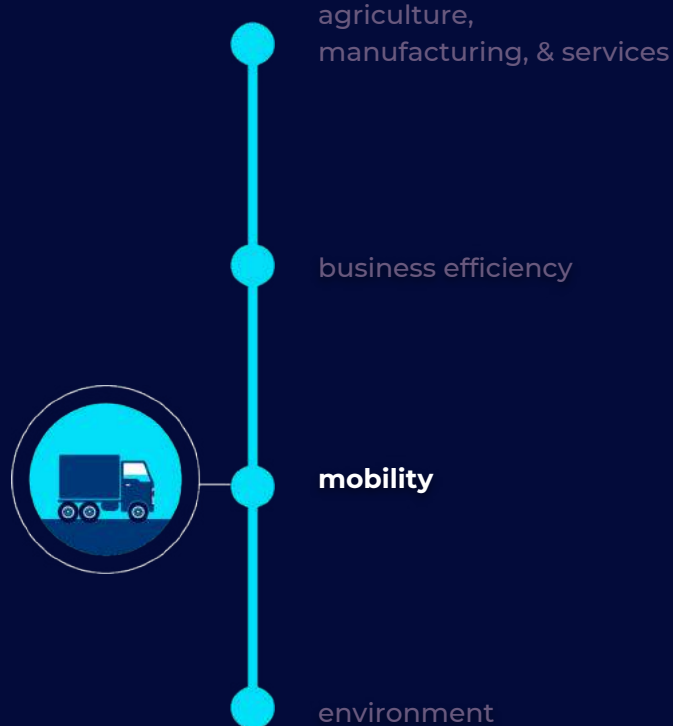 agriculture,
manufacturing, & services
business efficiency
mobility
environment